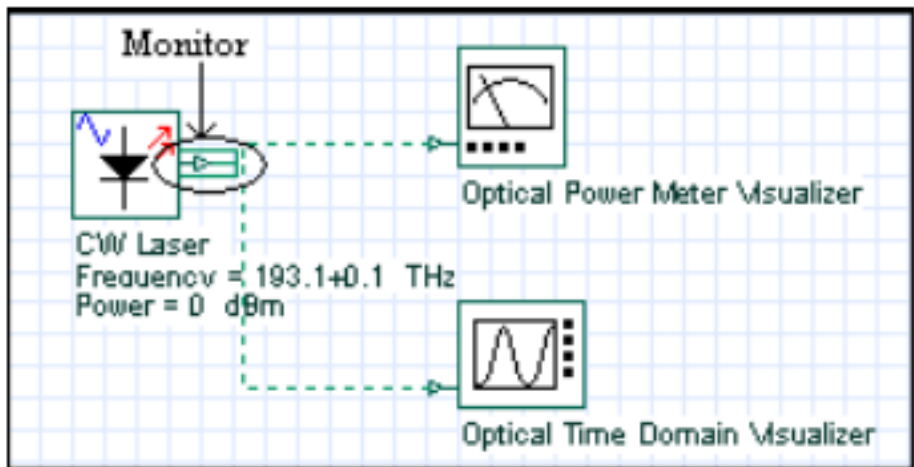 Monitor
Optical Power Meter Visualizer
CW Laser
Frequency = 193.1+0.1 THz
Power = 0 dBm
Optical Time Domain Visualizer